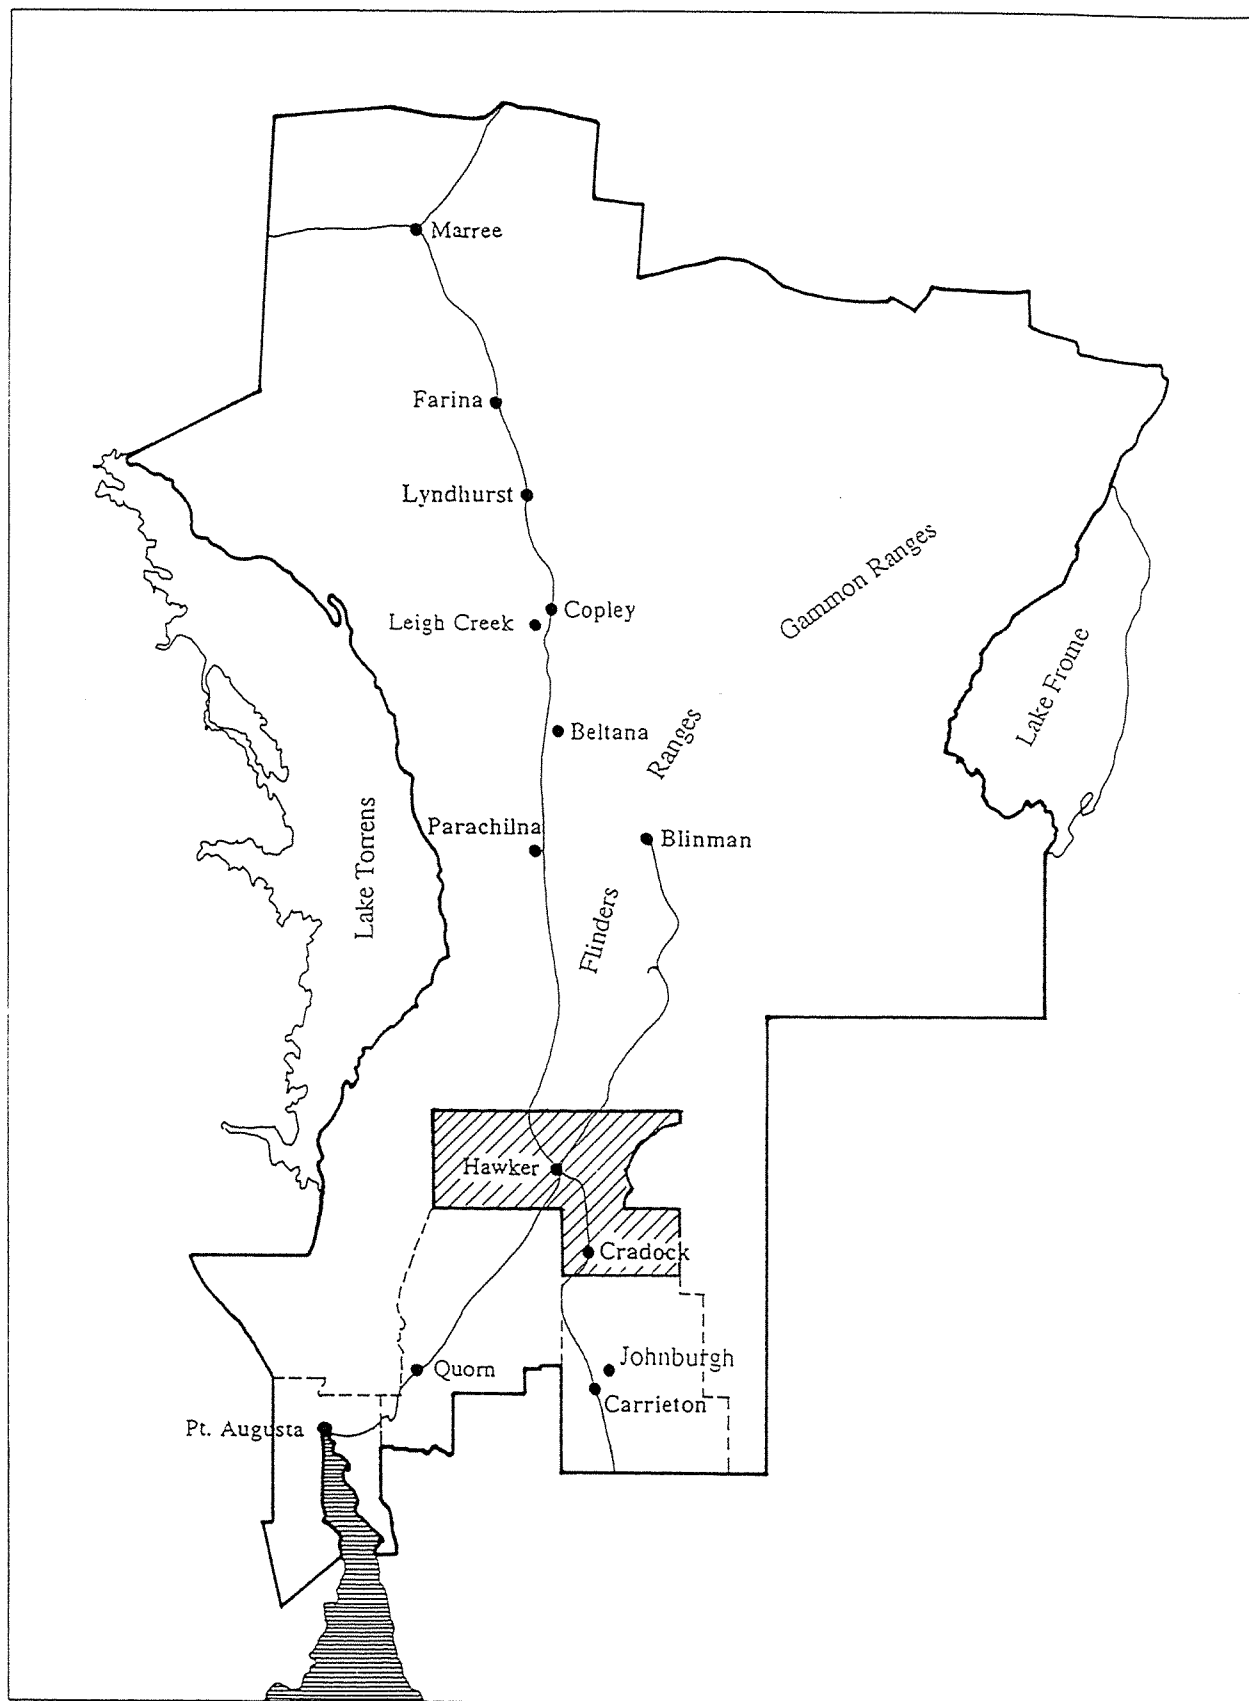 Marree
Farina
Lyndhurst
Gammon Ranges
Copley
Leigh Creek
Lake Frome
Beltana
Ranges
Parachilna
Blinman
Lake Torrens
Flinders
Hawker
Cradock
Johnburgh
Quorn
Carrieton
Pt. Augusta